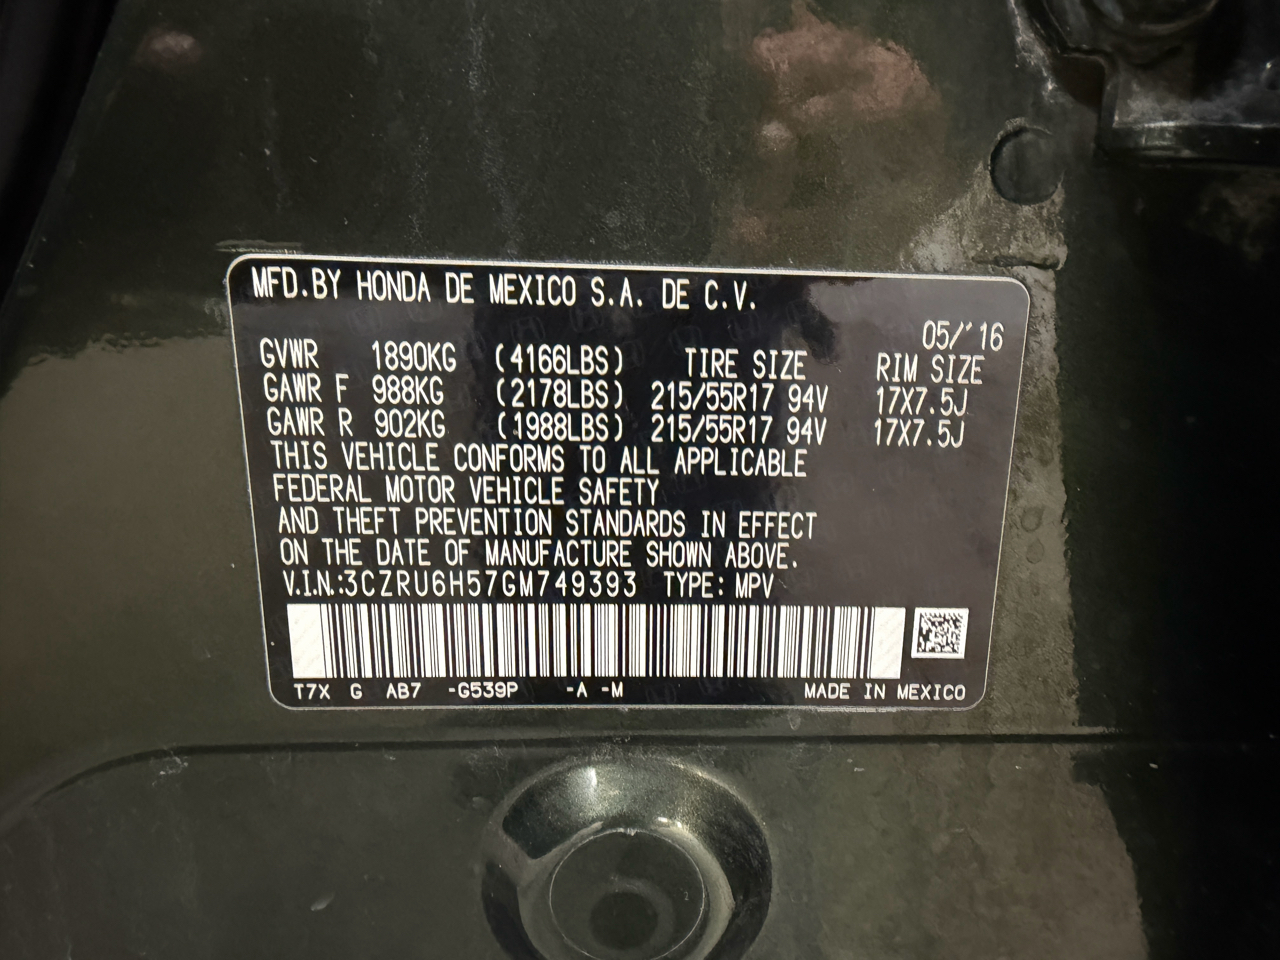 MFD.BY HONDA DE MEXICO S.A. DE C.V.
05/'16
GVWR 1890KG (4166LBS) TIRE SIZE RIM SIZE
GAWR F 988KG (2178LBS) 215/55R17 94V 17X7.5J
GAWR R 902KG (1988LBS) 215/55R17 94V 17X7.5J
THIS VEHICLE CONFORMS TO ALL APPLICABLE
FEDERAL MOTOR VEHICLE SAFETY
AND THEFT PREVENTION STANDARDS IN EFFECT
ON THE DATE OF MANUFACTURE SHOWN ABOVE.
V.I.N.:3CZRU6H57GM749393 TYPE: MPV
T7X G AB7 -G539P -A -M MADE IN MEXICO